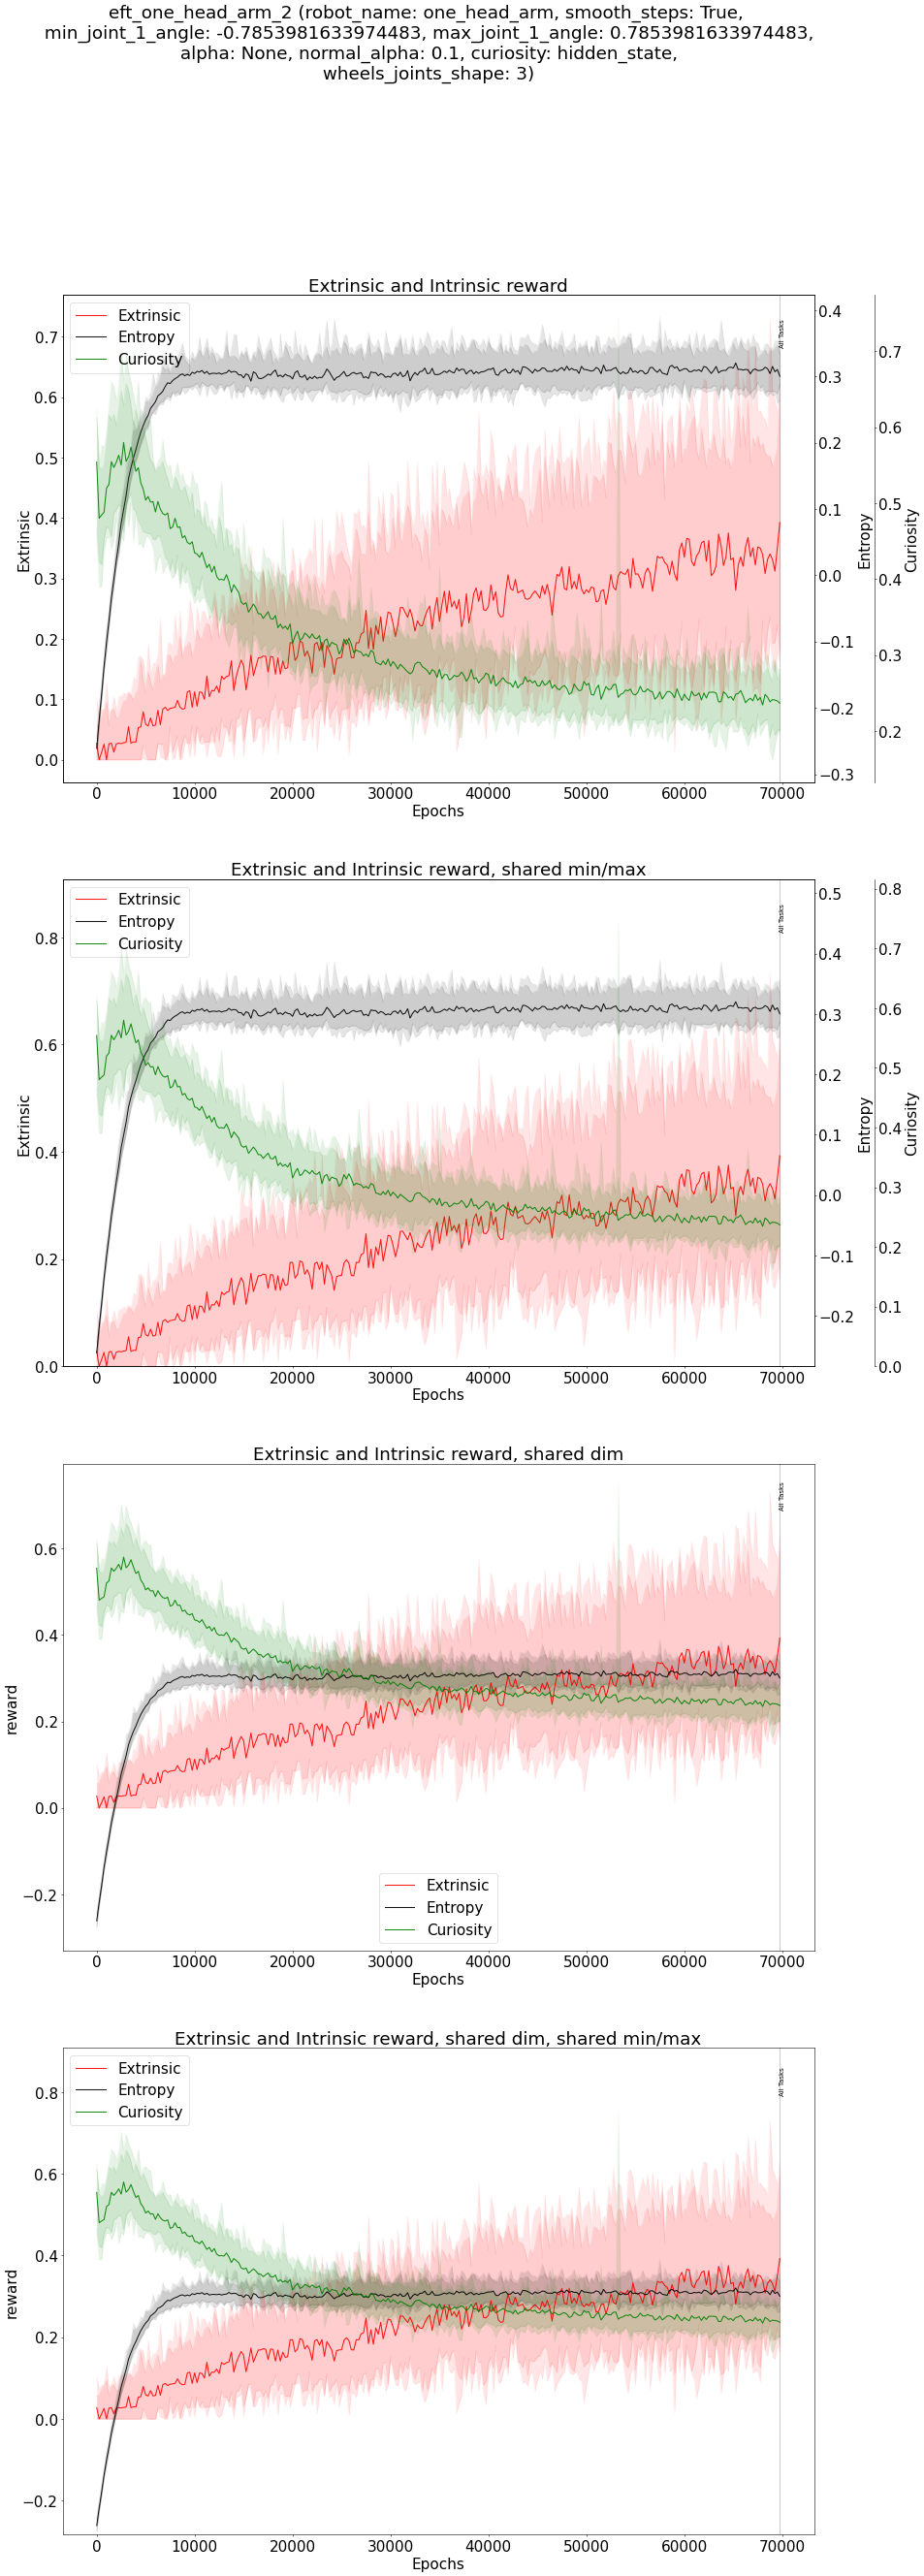 eft_one_head_arm_2 (robot_name: one_head_arm, smooth_steps: True,
min_joint_1_angle: -0.7853981633974483, max_joint_1_angle: 0.7853981633974483,
alpha: None, normal_alpha: 0.1, curiosity: hidden_state,
wheels_joints_shape: 3)
Extrinsic and Intrinsic reward
Extrinsic
Entropy
Curiosity
All Tasks
0.7
0.6
0.5
0.4
0.3
0.2
0.1
0.0
Extrinsic
0.4
0.3
0.2
0.1
0.0
−0.1
−0.2
−0.3
Entropy
0.7
0.6
0.5
0.4
0.3
0.2
Curiosity
0 10000 20000 30000 40000 50000 60000 70000
Epochs
Extrinsic and Intrinsic reward, shared min/max
Extrinsic
Entropy
Curiosity
All Tasks
0.8
0.6
0.4
0.2
0.0
Extrinsic
0.5
0.4
0.3
0.2
0.1
0.0
−0.1
−0.2
Entropy
0.8
0.7
0.6
0.5
0.4
0.3
0.2
0.1
0.0
Curiosity
0 10000 20000 30000 40000 50000 60000 70000
Epochs
Extrinsic and Intrinsic reward, shared dim
All Tasks
0.6
0.4
0.2
0.0
−0.2
reward
Extrinsic
Entropy
Curiosity
0 10000 20000 30000 40000 50000 60000 70000
Epochs
Extrinsic and Intrinsic reward, shared dim, shared min/max
Extrinsic
Entropy
Curiosity
All Tasks
0.8
0.6
0.4
0.2
0.0
−0.2
reward
0 10000 20000 30000 40000 50000 60000 70000
Epochs